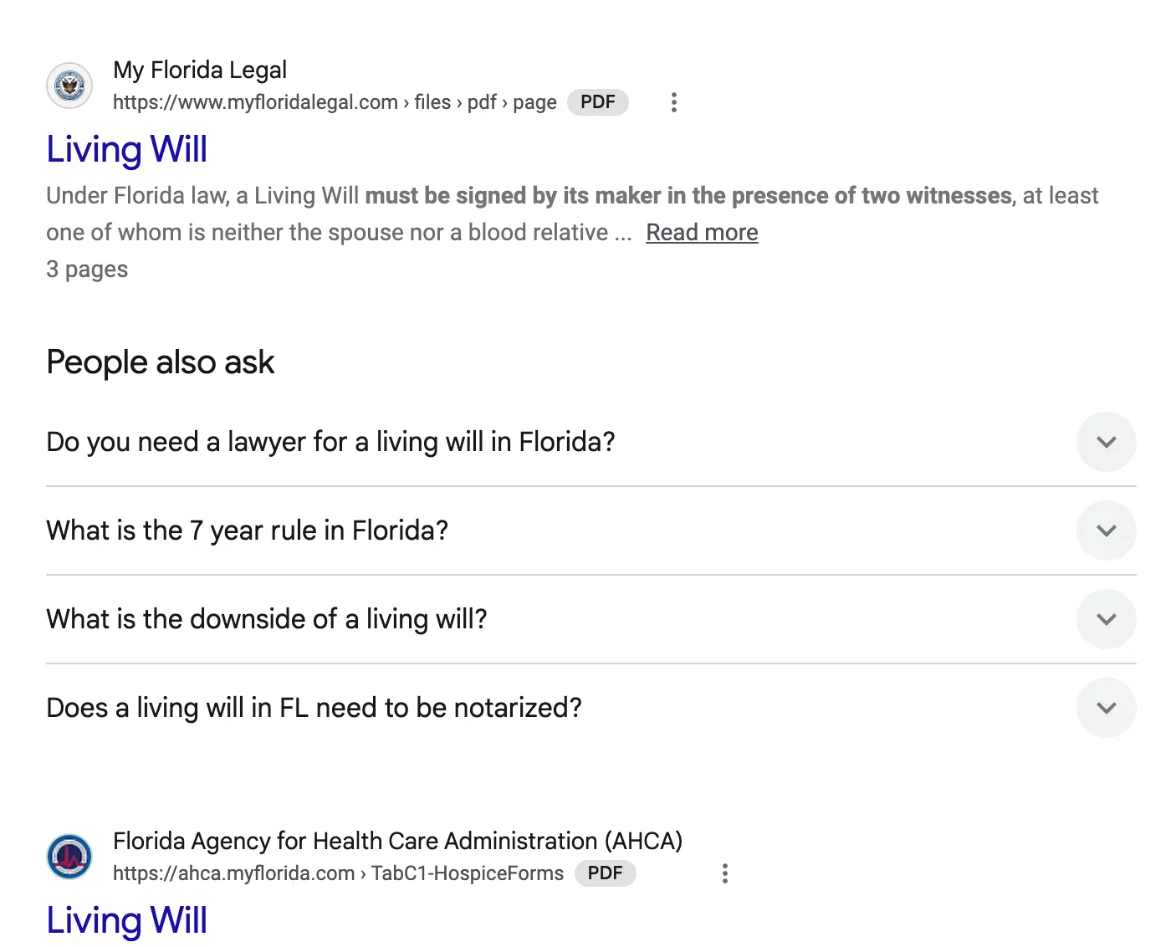 My Florida Legal
https://www.myfloridalegal.com › files › pdf › page PDF
Living Will
Under Florida law, a Living Will must be signed by its maker in the presence of two witnesses, at least
one of whom is neither the spouse nor a blood relative ... Read more
3 pages
People also ask
Do you need a lawyer for a living will in Florida?
What is the 7 year rule in Florida?
What is the downside of a living will?
Does a living will in FL need to be notarized?
Florida Agency for Health Care Administration (AHCA)
https://ahca.myflorida.com › TabC1-HospiceForms PDF
Living Will